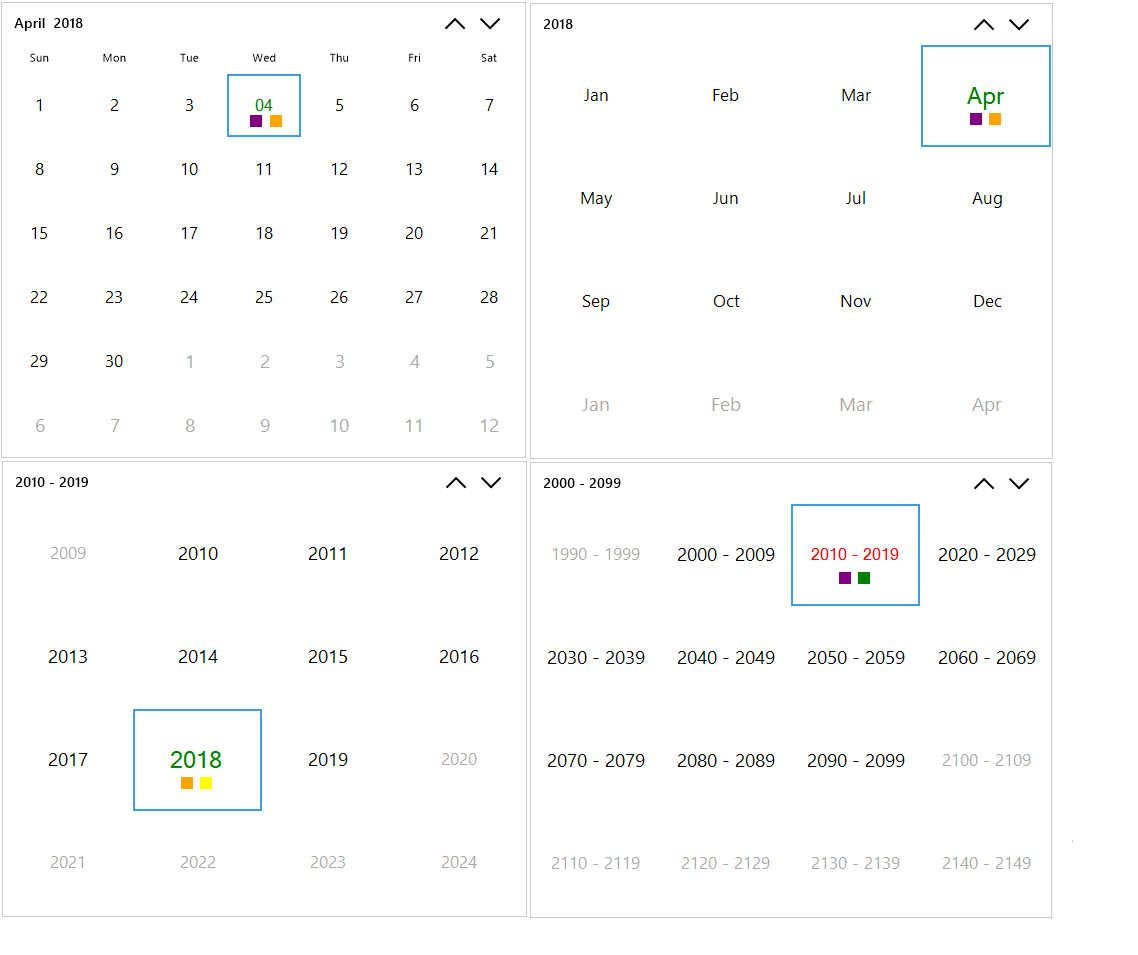 April 2018
Sun Mon Tue Wed Thu Fri Sat
1 2 3 04 5 6 7
8 9 10 11 12 13 14
15 16 17 18 19 20 21
22 23 24 25 26 27 28
29 30 1 2 3 4 5
6 7 8 9 10 11 12
2018
Jan Feb Mar Apr
May Jun Jul Aug
Sep Oct Nov Dec
Jan Feb Mar Apr
2010 - 2019
2009 2010 2011 2012
2013 2014 2015 2016
2017 2018 2019 2020
2021 2022 2023 2024
2000 - 2099
1990 - 1999 2000 - 2009 2010 - 2019 2020 - 2029
2030 - 2039 2040 - 2049 2050 - 2059 2060 - 2069
2070 - 2079 2080 - 2089 2090 - 2099 2100 - 2109
2110 - 2119 2120 - 2129 2130 - 2139 2140 - 2149